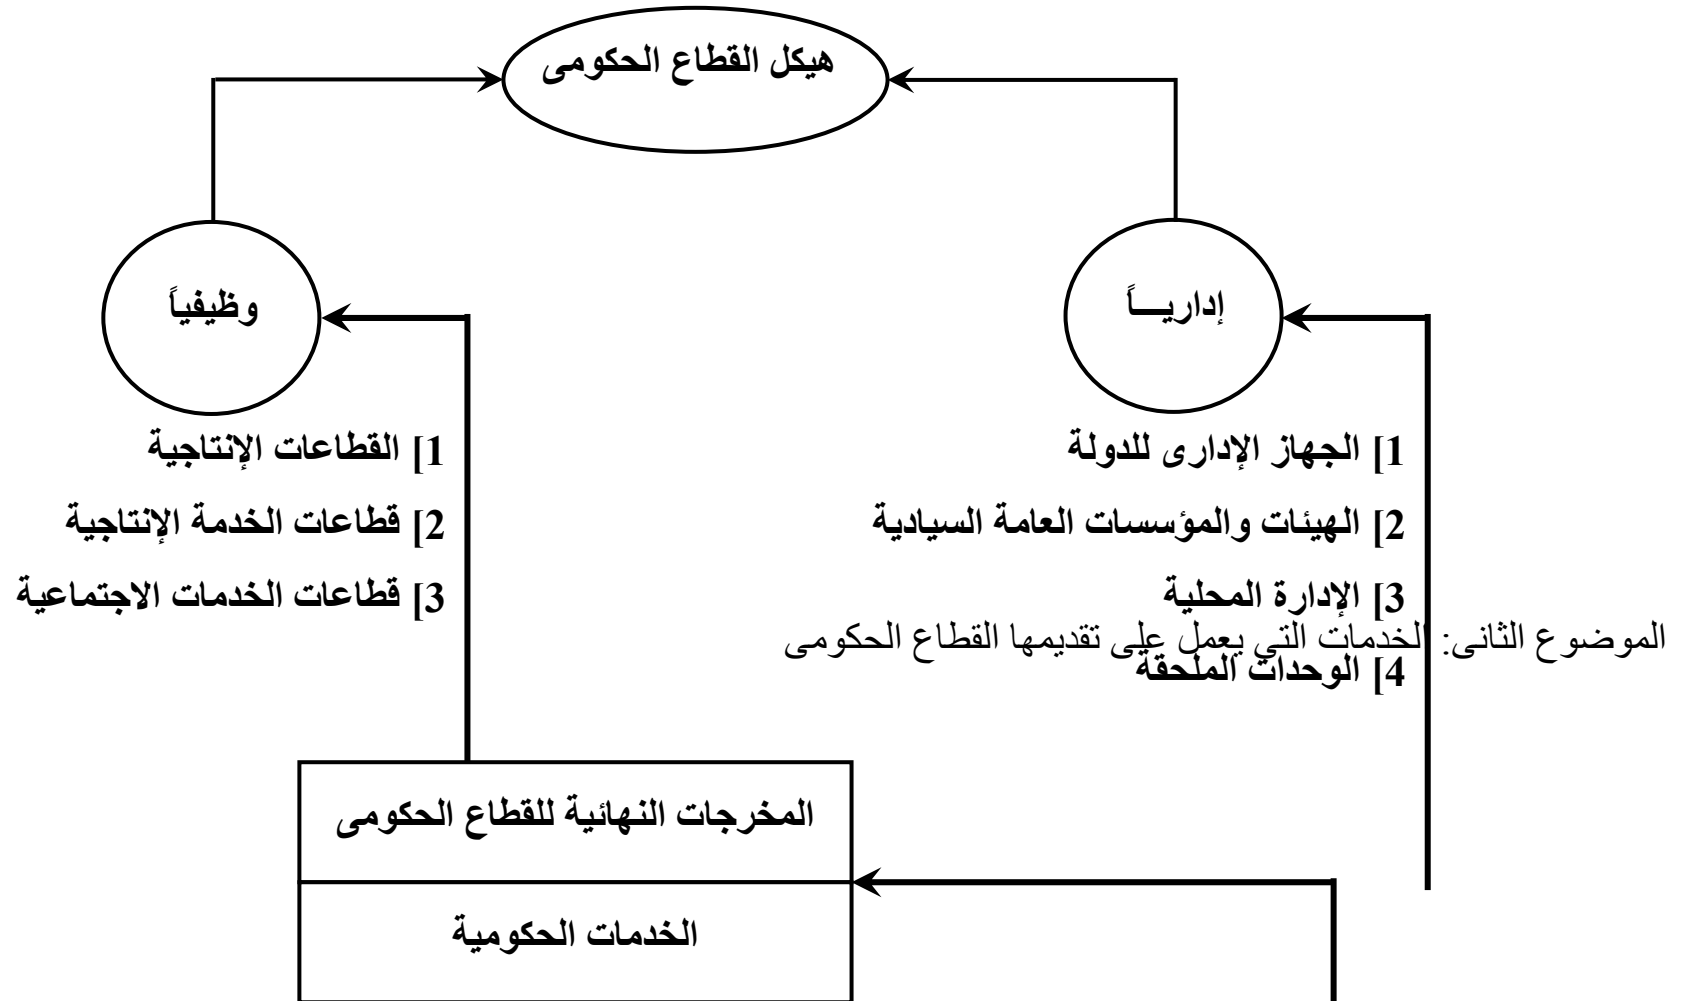 هيكل القطاع الحكومى
إداريـــاً
وظيفياً
1] الجهاز الإدارى للدولة
2] الهيئات والمؤسسات العامة السيادية
3] الإدارة المحلية
4] الوحدات الملحقة
1] القطاعات الإنتاجية
2] قطاعات الخدمة الإنتاجية
3] قطاعات الخدمات الاجتماعية
الموضوع الثانى: الخدمات التي يعمل على تقديمها القطاع الحكومى
المخرجات النهائية للقطاع الحكومى
الخدمات الحكومية